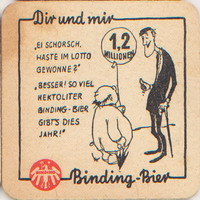 Dir und mir
„EI SCHORSCH,
HASTE IM LOTTO
GEWONNE?"
„BESSER! SO VIEL
HEKTOLITER
BINDING-BIER
GIBT'S DIES
JAHR!"
1,2
MILLIONEN
Binding-Bier